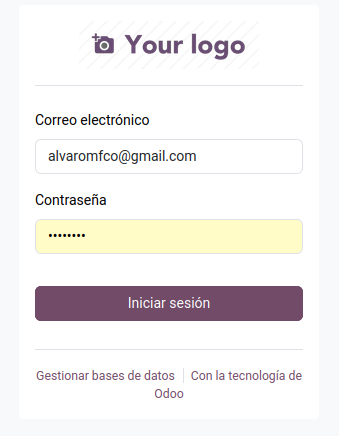 Your logo
Correo electrónico
alvaromfco@gmail.com
Contraseña
••••••••
Iniciar sesión
Gestionar bases de datos | Con la tecnología de
Odoo